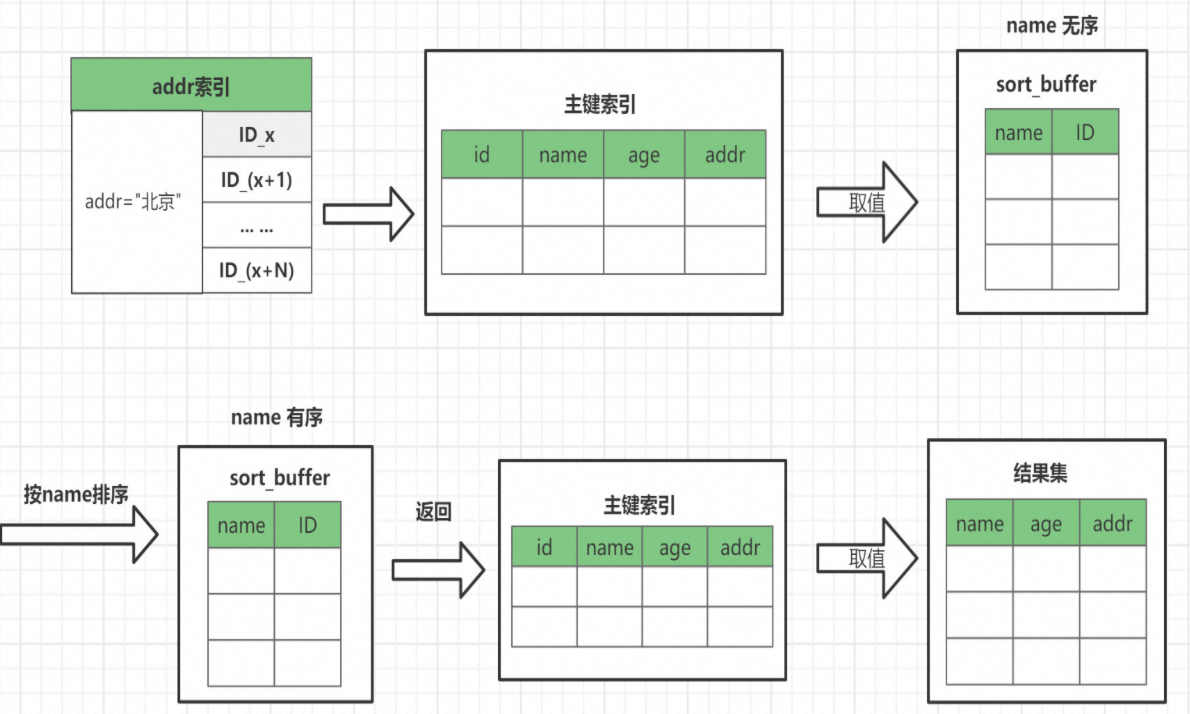 name 无序
addr索引
addr="北京"
ID_x
ID_(x+1)
... ...
ID_(x+N)
主键索引
id name age addr
取值
sort_buffer
name ID
按name排序
name 有序
sort_buffer
name ID
返回
主键索引
id name age addr
取值
结果集
name age addr